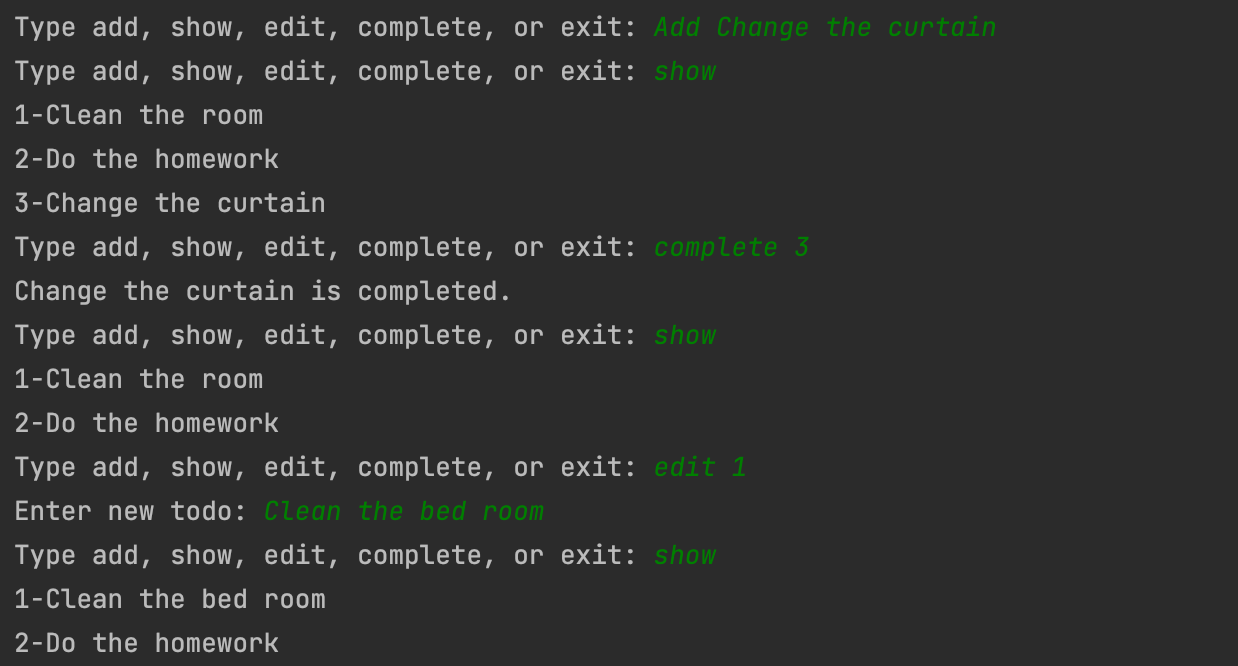 Type add, show, edit, complete, or exit: Add Change the curtain
Type add, show, edit, complete, or exit: show
1-Clean the room
2-Do the homework
3-Change the curtain
Type add, show, edit, complete, or exit: complete 3
Change the curtain is completed.
Type add, show, edit, complete, or exit: show
1-Clean the room
2-Do the homework
Type add, show, edit, complete, or exit: edit 1
Enter new todo: Clean the bed room
Type add, show, edit, complete, or exit: show
1-Clean the bed room
2-Do the homework